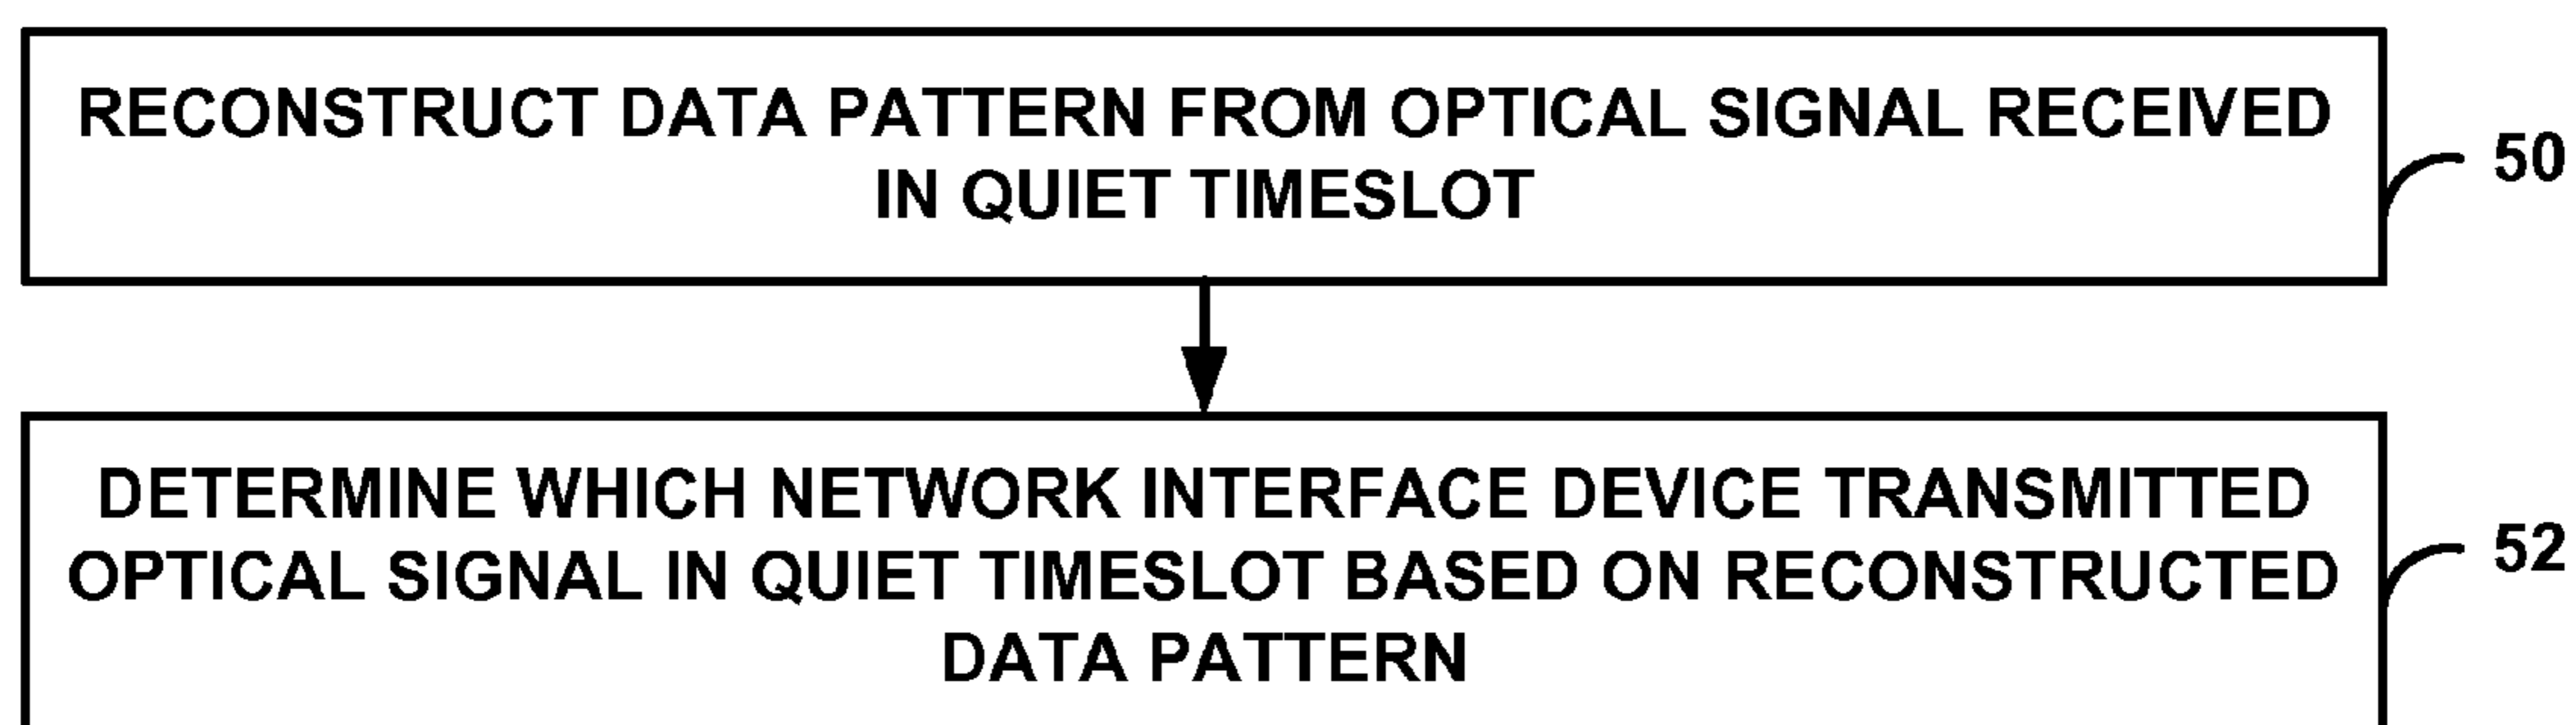 RECONSTRUCT DATA PATTERN FROM OPTICAL SIGNAL RECEIVED
IN QUIET TIMESLOT
50
DETERMINE WHICH NETWORK INTERFACE DEVICE TRANSMITTED
OPTICAL SIGNAL IN QUIET TIMESLOT BASED ON RECONSTRUCTED
DATA PATTERN
52